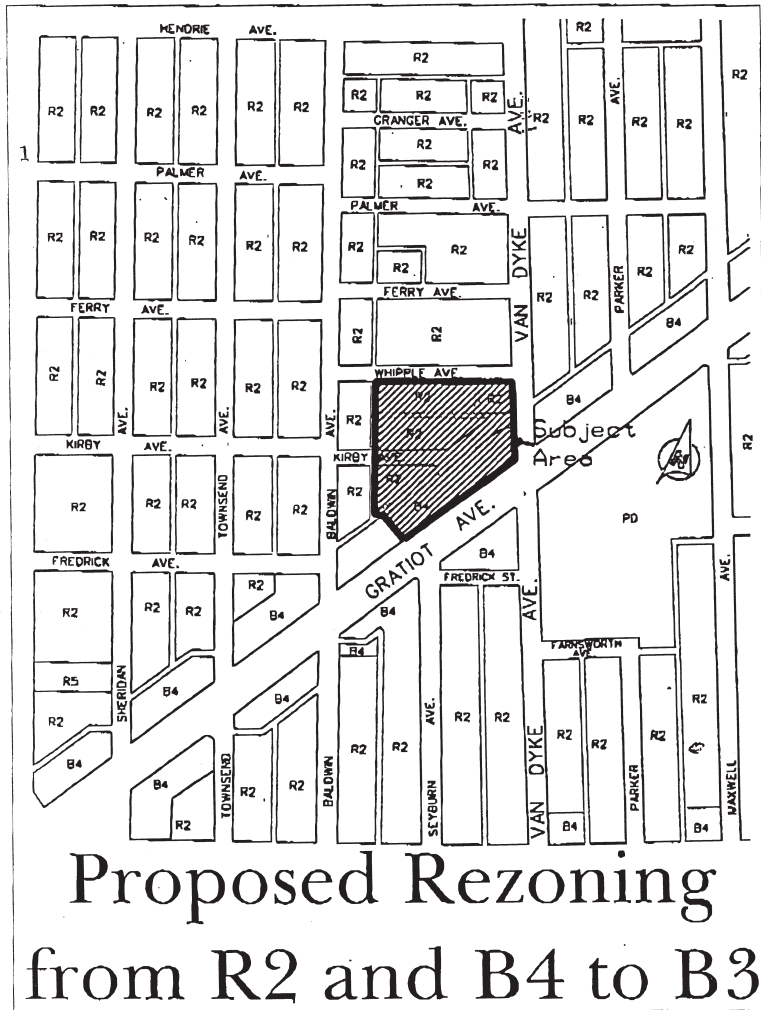 HENDRIE AVE.
R2
R2
R2 R2 R2 R2 R2 R2
R2 R2 R2 R2 R2 R2 R2
AVE.
AVE.
GRANGER AVE.
R2
R2 R2
R2
1
PALMER AVE.
PALMER AVE.
R2 R2 R2 R2 R2 R2 R2 R2
R2
R2 R2 R2 R2
VAN DYKE
PARKER
FERRY AVE.
FERRY AVE.
B4
R2 R2
R2 R2 R2 R2 R2 R2
WHIPPLE AVE.
R2 R2
B4
R2
R2
AVE.
AVE.
AVE.
Subject
Area
KIRBY AVE.
KIRBY AVE.
R2
R2 R2 R2 R2 R2 R2 R2
B4
TOWNSEND
BALDWIN
GRATIOT AVE.
PD
B4
FREDRICK AVE.
FREDRICK ST.
AVE.
AVE.
R2
R2 R2 R2
B4
B4
FARNSWORTH
AVE.
B4
R5
SHERIDAN
B4
B4
R2
R2 R2 R2 R2
AVE.
R2 R2 R2 R2
B4
B4
R2
TOWNSEND
R2 R2
BALDWIN
SEYBURN
VAN DYKE
B4
PARKER
B4
MAXWELL
Proposed Rezoning
from R2 and B4 to B3